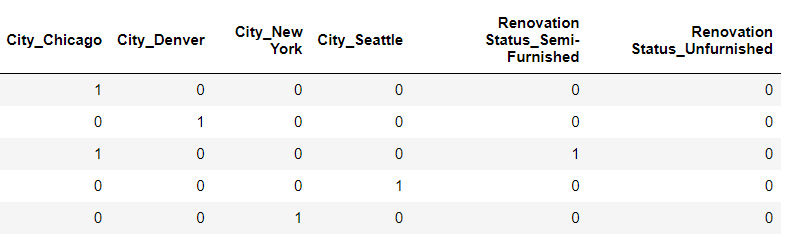 City_Chicago City_Denver City_New York City_Seattle Renovation Status_Semi-Furnished Renovation Status_Unfurnished
1 0 0 0 0 0
0 1 0 0 0 0
1 0 0 0 1 0
0 0 0 1 0 0
0 0 1 0 0 0